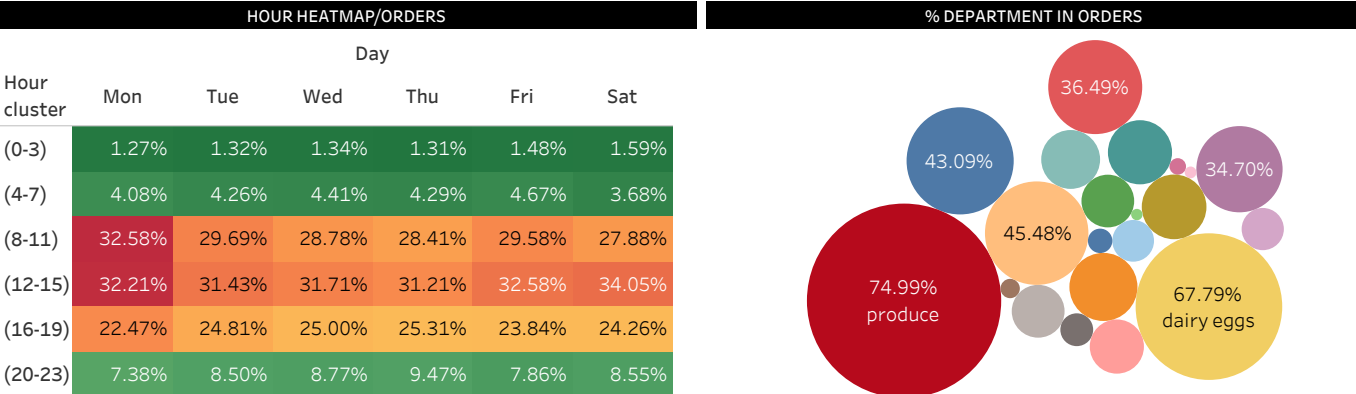 HOUR HEATMAP/ORDERS
Day
Hour
cluster Mon Tue Wed Thu Fri Sat
(0-3) 1.27% 1.32% 1.34% 1.31% 1.48% 1.59%
(4-7) 4.08% 4.26% 4.41% 4.29% 4.67% 3.68%
(8-11) 32.58% 29.69% 28.78% 28.41% 29.58% 27.88%
(12-15) 32.21% 31.43% 31.71% 31.21% 32.58% 34.05%
(16-19) 22.47% 24.81% 25.00% 25.31% 23.84% 24.26%
(20-23) 7.38% 8.50% 8.77% 9.47% 7.86% 8.55%
% DEPARTMENT IN ORDERS
36.49%
43.09%
34.70%
45.48%
74.99%
produce
67.79%
dairy eggs